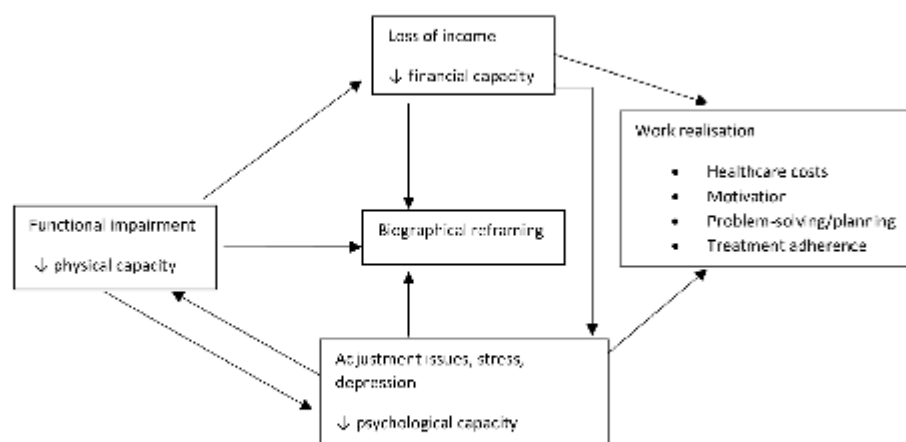 Loss of income
↓ financial capacity
Work realisation
• Healthcare costs
• Motivation
• Problem-solving/planning
• Treatment adherence
Functional impairment
↓ physical capacity
Biographical reframing
Adjustment issues, stress,
depression
↓ psychological capacity